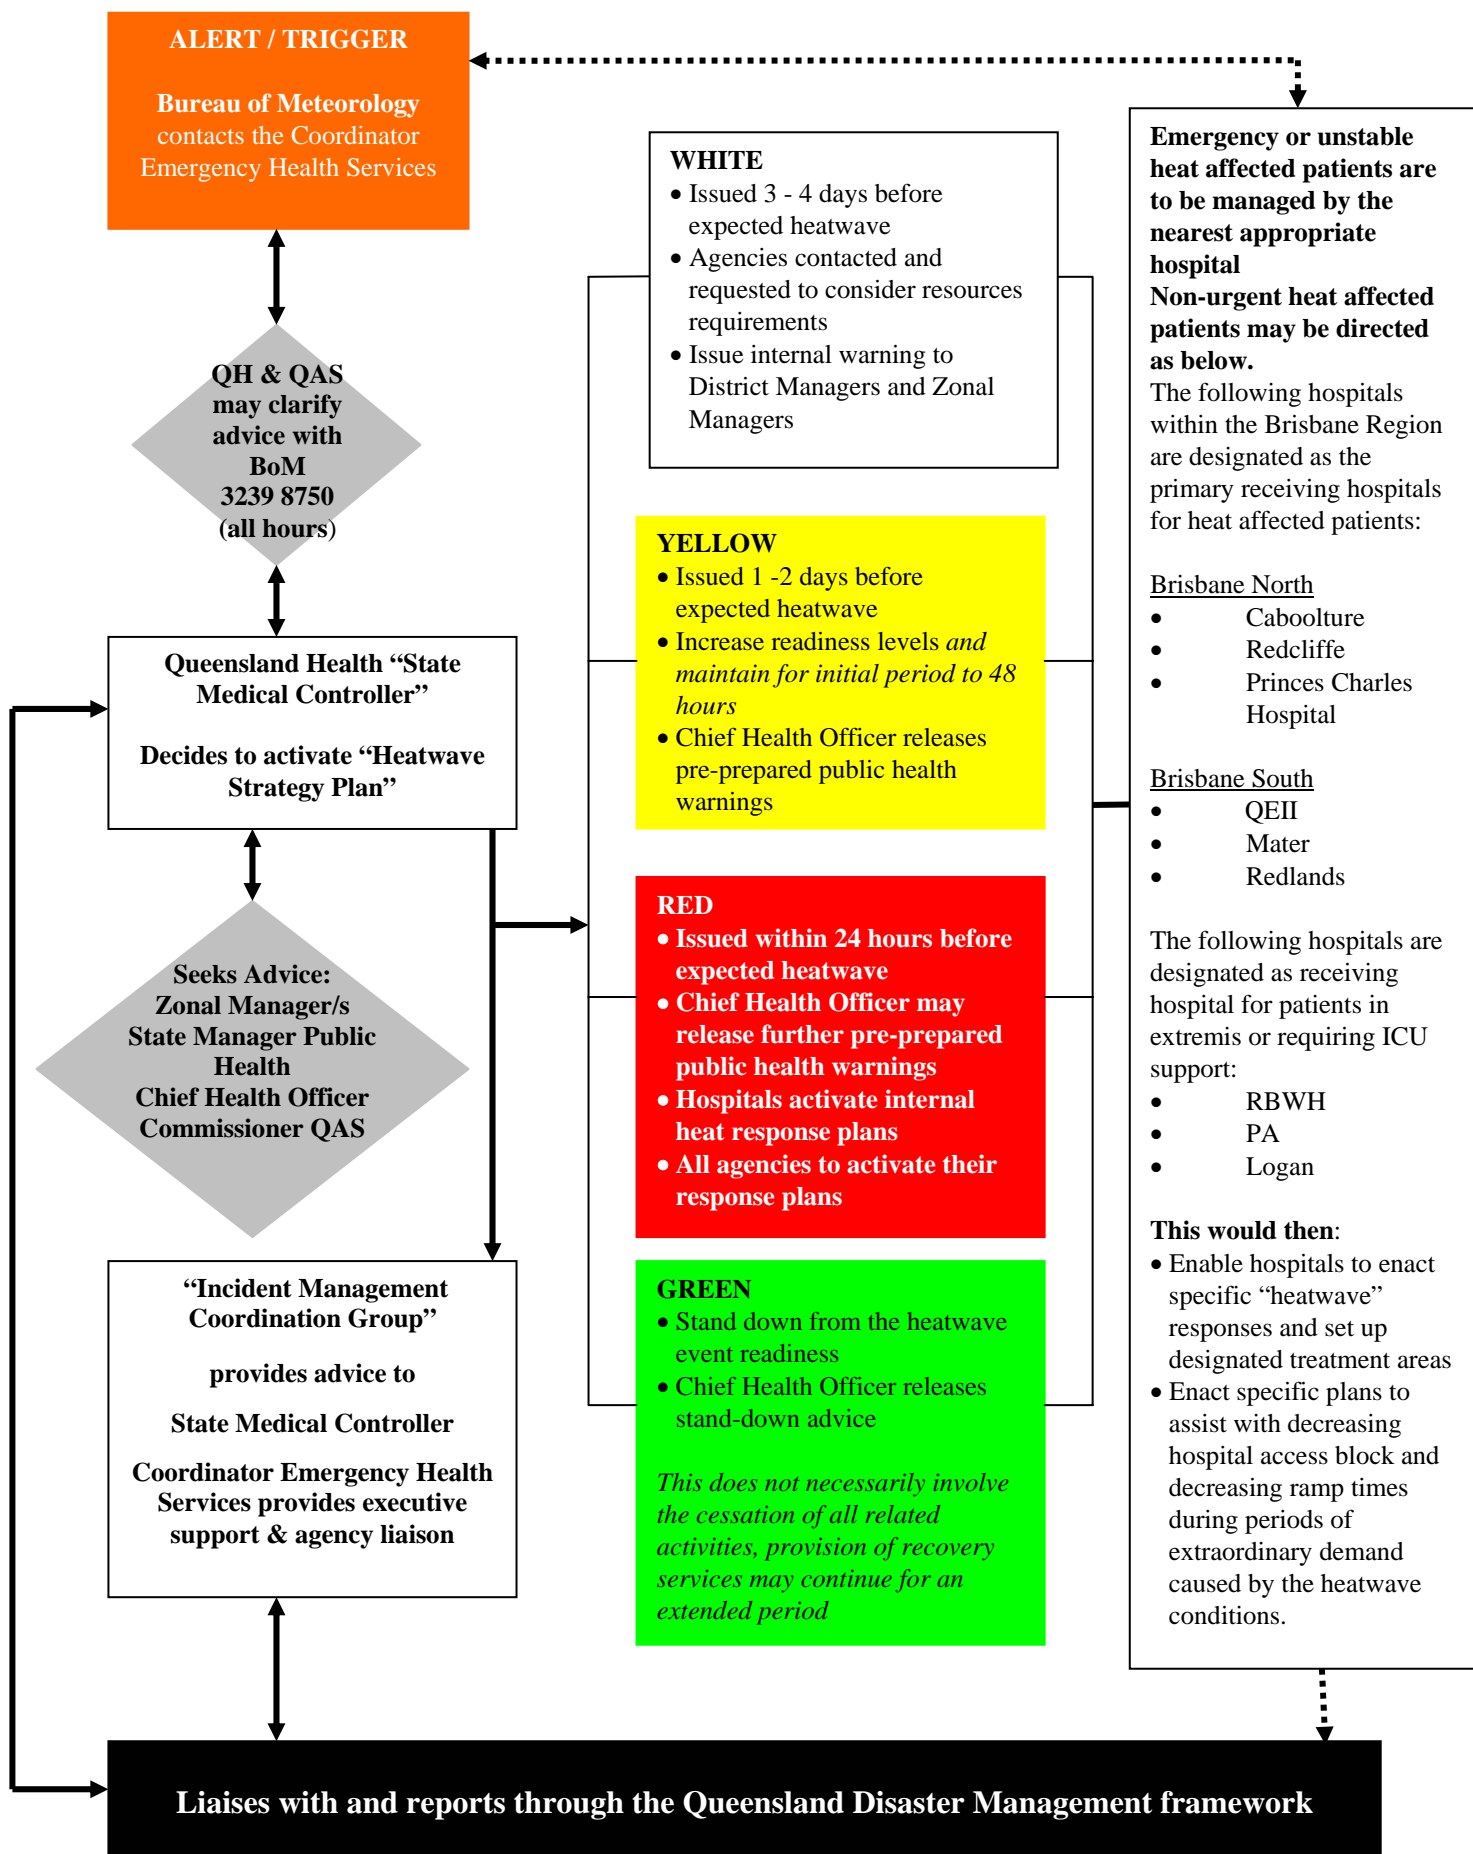 ALERT / TRIGGER
Bureau of Meteorology
contacts the Coordinator
Emergency Health Services
QH & QAS
may clarify
advice with
BoM
3239 8750
(all hours)
Queensland Health “State
Medical Controller”
Decides to activate “Heatwave
Strategy Plan”
Seeks Advice:
Zonal Manager/s
State Manager Public
Health
Chief Health Officer
Commissioner QAS
“Incident Management
Coordination Group”
provides advice to
State Medical Controller
Coordinator Emergency Health
Services provides executive
support & agency liaison
WHITE
• Issued 3 - 4 days before
expected heatwave
• Agencies contacted and
requested to consider resources
requirements
• Issue internal warning to
District Managers and Zonal
Managers
YELLOW
• Issued 1 -2 days before
expected heatwave
• Increase readiness levels and
maintain for initial period to 48
hours
• Chief Health Officer releases
pre-prepared public health
warnings
RED
• Issued within 24 hours before
expected heatwave
• Chief Health Officer may
release further pre-prepared
public health warnings
• Hospitals activate internal
heat response plans
• All agencies to activate their
response plans
GREEN
• Stand down from the heatwave
event readiness
• Chief Health Officer releases
stand-down advice
This does not necessarily involve
the cessation of all related
activities, provision of recovery
services may continue for an
extended period
Emergency or unstable
heat affected patients are
to be managed by the
nearest appropriate
hospital
Non-urgent heat affected
patients may be directed
as below.
The following hospitals
within the Brisbane Region
are designated as the
primary receiving hospitals
for heat affected patients:
Brisbane North
• Caboolture
• Redcliffe
• Princes Charles
Hospital
Brisbane South
• QEII
• Mater
• Redlands
The following hospitals are
designated as receiving
hospital for patients in
extremis or requiring ICU
support:
• RBWH
• PA
• Logan
This would then:
• Enable hospitals to enact
specific “heatwave”
responses and set up
designated treatment areas
• Enact specific plans to
assist with decreasing
hospital access block and
decreasing ramp times
during periods of
extraordinary demand
caused by the heatwave
conditions.
Liaises with and reports through the Queensland Disaster Management framework